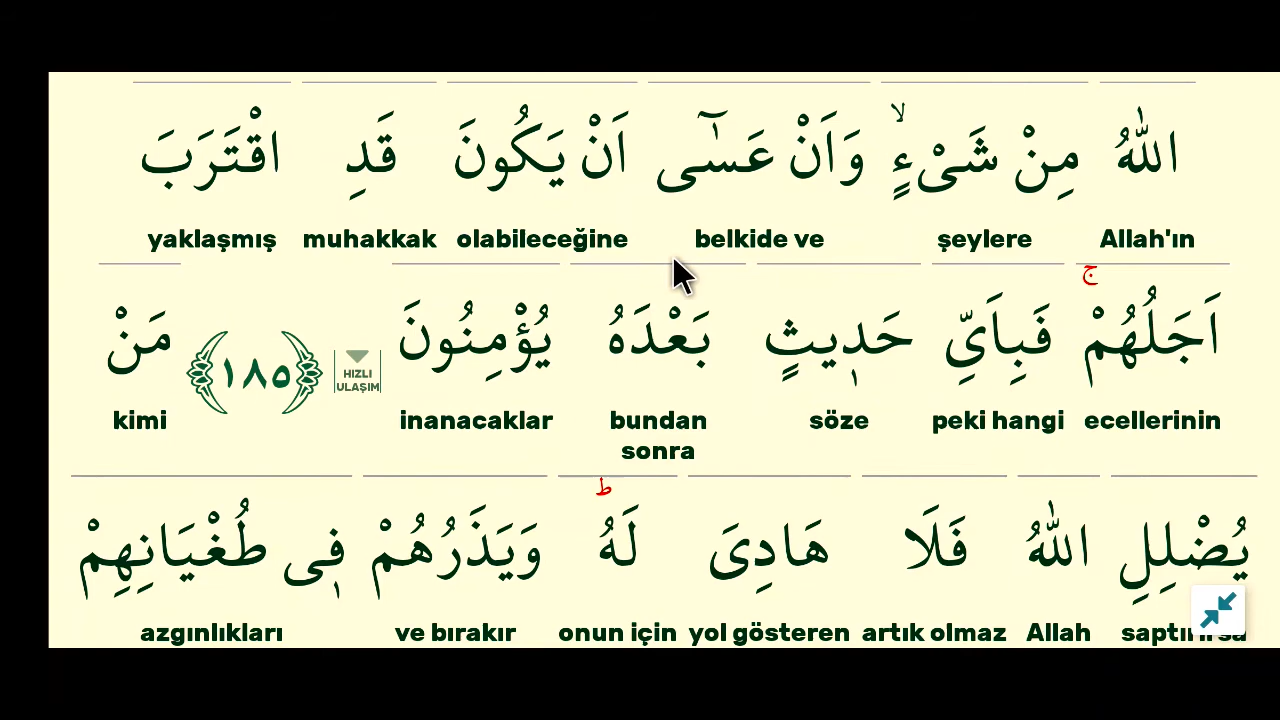 اللّٰهُ مِنْ شَیْءٍۙ وَاَنْ عَسٰٓى اَنْ يَكُونَ قَدِ اقْتَرَبَ
Allah'ın şeylere belkide ve olabileceğine muhakkak yaklaşmış
اَجَلُهُمْۚ فَبِاَىِّ حَد۪يثٍ بَعْدَهُ يُؤْمِنُونَ ﴿١٨٥﴾ مَنْ
HIZLI
ULAŞIM
ecellerinin peki hangi söze bundan inanacaklar kimi
sonra
يُضْلِلِ اللّٰهُ فَلَا هَادِىَ لَهُۜ وَيَذَرُهُمْ ف۪ى طُغْيَانِهِمْ
saptırırsa Allah artık olmaz yol gösteren onun için ve bırakır azgınlıkları